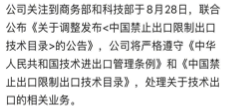 公司关注到商务部和科技部于8月28日，联合
公布《关于调整发布<中国禁止出口限制出口
技术目录>的公告》，公司将严格遵守《中华
人民共和国技术进出口管理条例》和《中国禁
止出口限制出口技术目录》，处理关于技术出
口的相关业务。